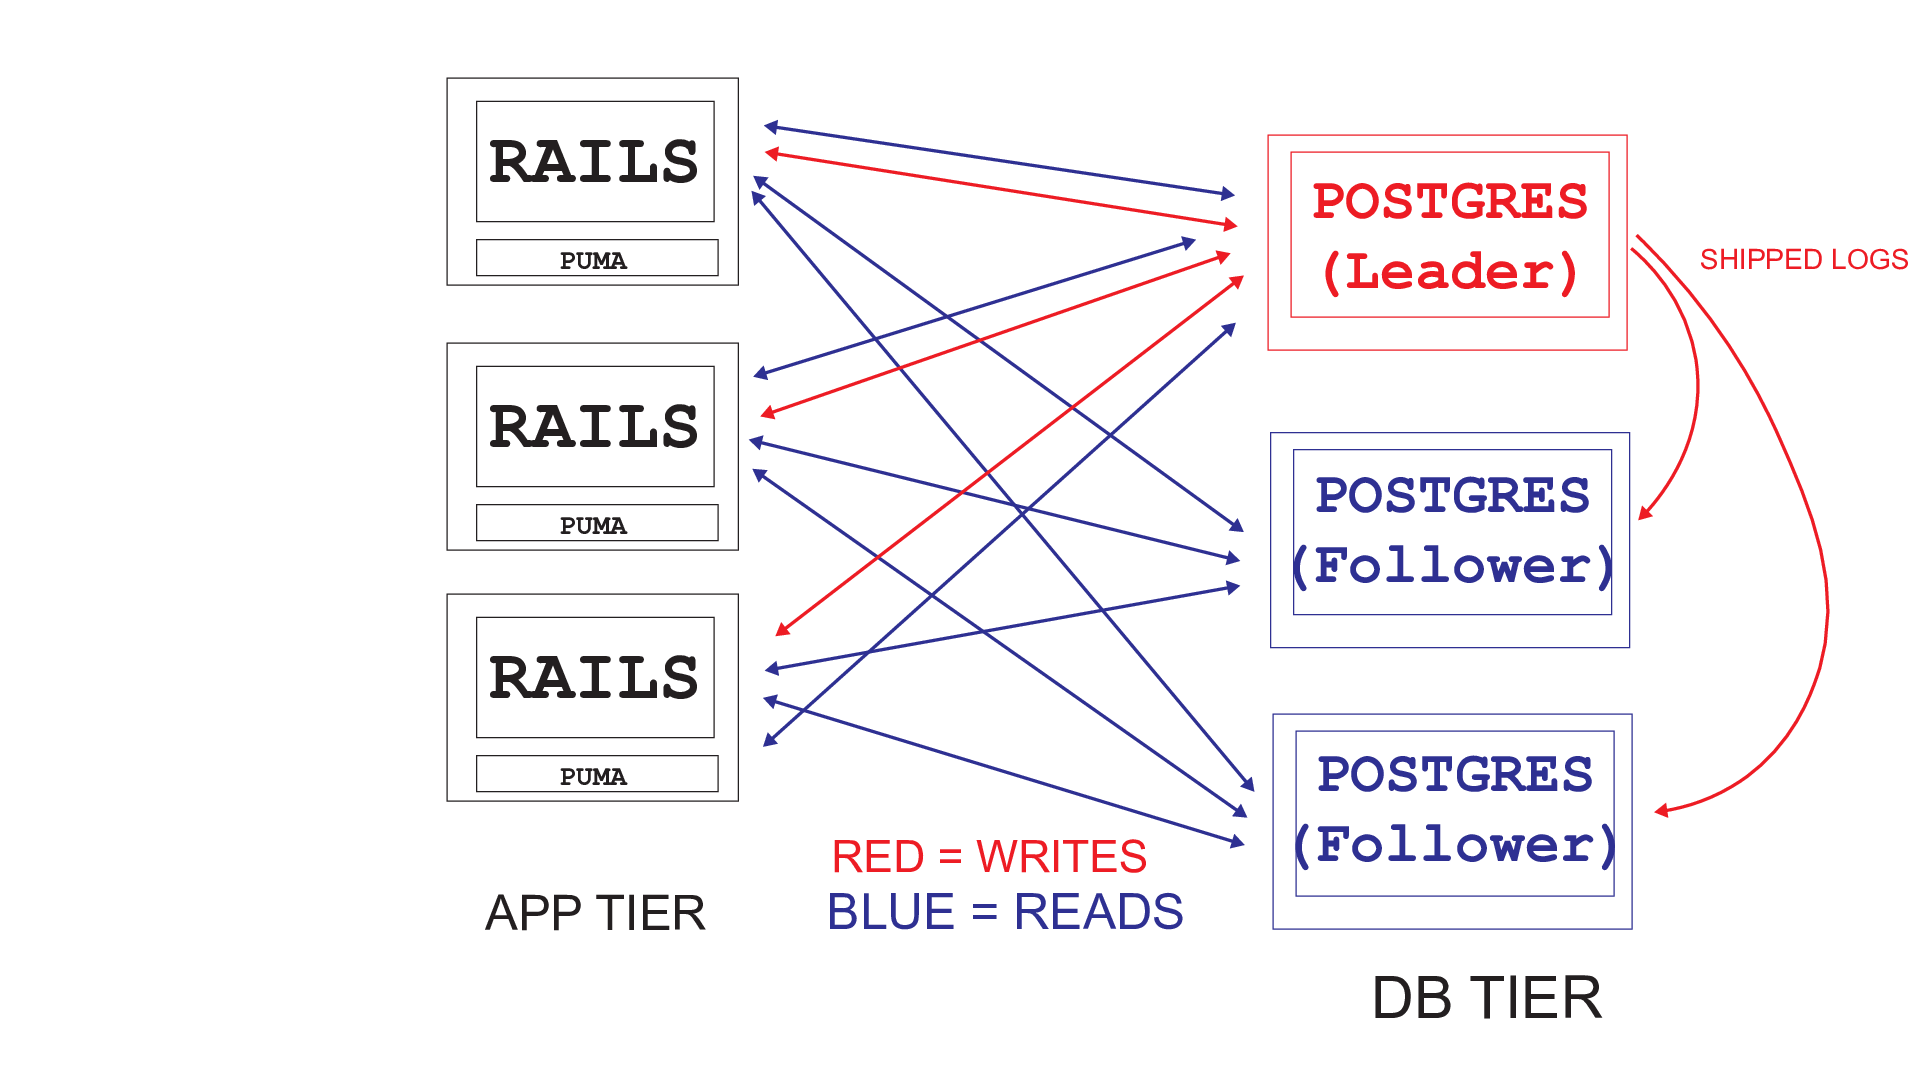 RAILS
PUMA
RAILS
PUMA
RAILS
PUMA
APP TIER
RED = WRITES
BLUE = READS
POSTGRES
(Leader)
SHIPPED LOGS
POSTGRES
(Follower)
POSTGRES
(Follower)
DB TIER